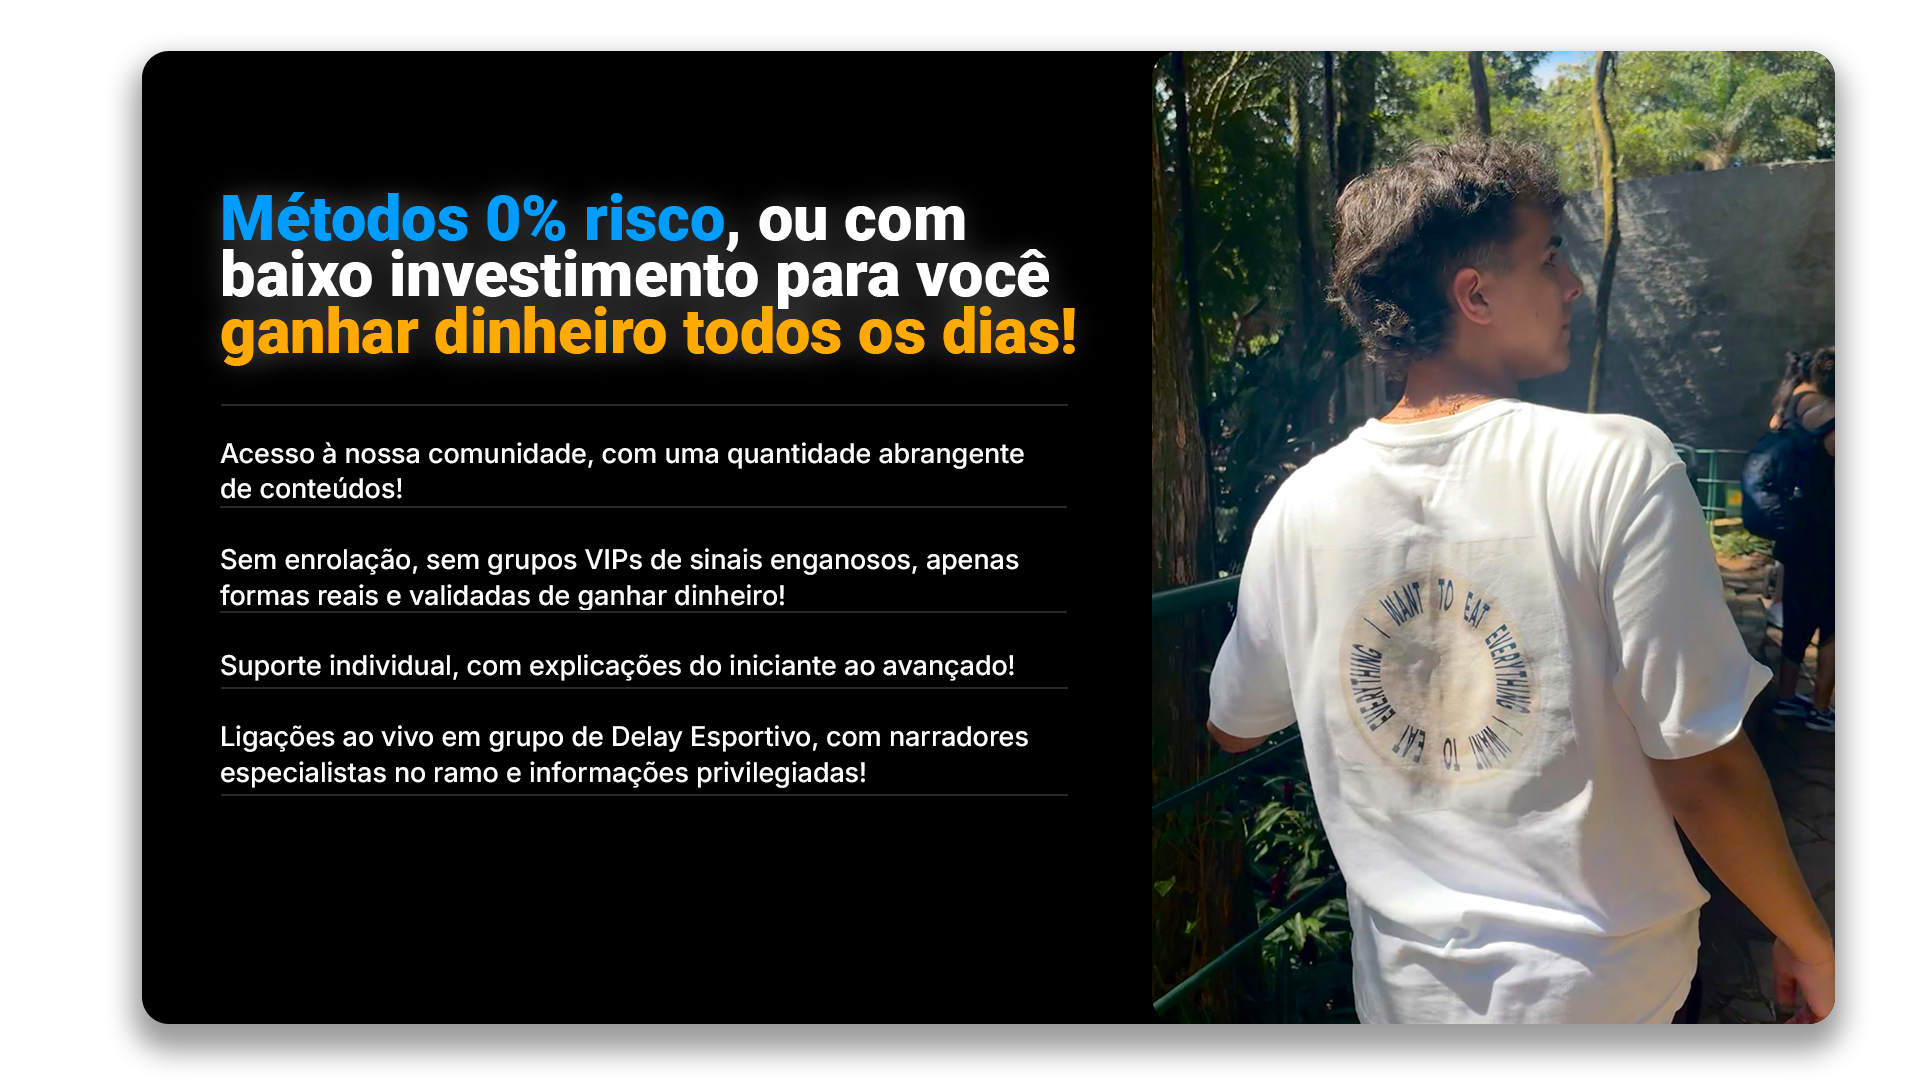 Métodos 0% risco, ou com
baixo investimento para você
ganhar dinheiro todos os dias!
Acesso à nossa comunidade, com uma quantidade abrangente
de conteúdos!
Sem enrolação, sem grupos VIPs de sinais enganosos, apenas
formas reais e validadas de ganhar dinheiro!
Suporte individual, com explicações do iniciante ao avançado!
Ligações ao vivo em grupo de Delay Esportivo, com narradores
especialistas no ramo e informações privilegiadas!
I WANT TO EAT EVERYTHING I WANT TO EAT EVERYTHING